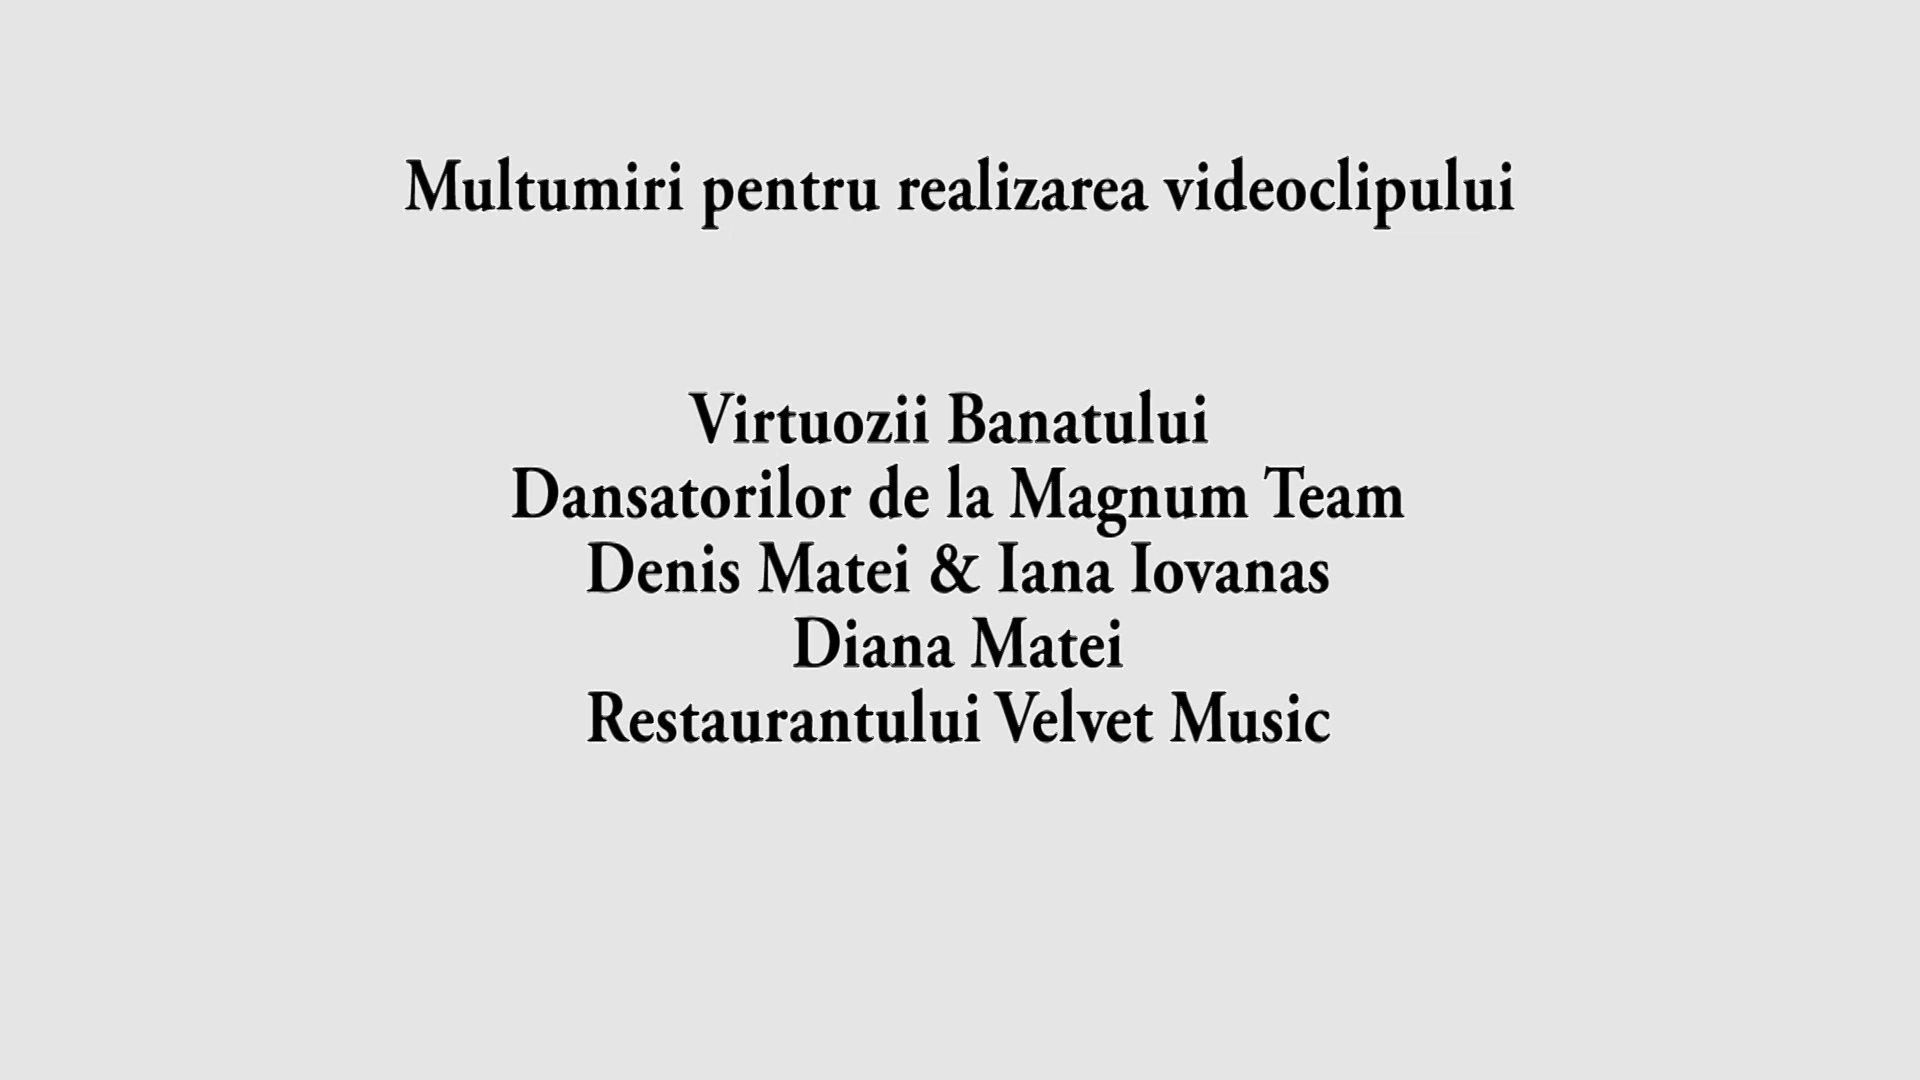 Multumiri pentru realizarea videoclipului
Virtuozii Banatului
Dansatorilor de la Magnum Team
Denis Matei & Iana Iovanas
Diana Matei
Restaurantului Velvet Music